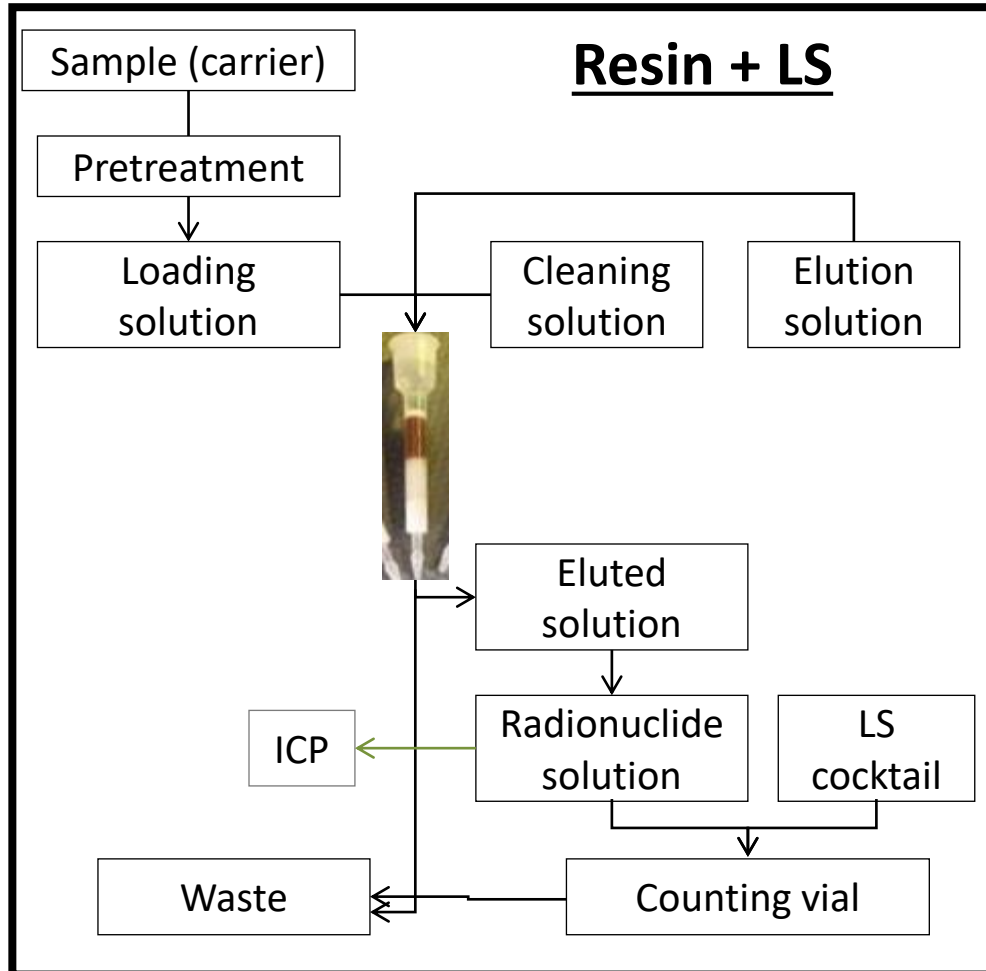 Resin + LS
Sample (carrier)
Pretreatment
Loading
solution
Cleaning
solution
Elution
solution
Eluted
solution
Radionuclide
solution
LS
cocktail
ICP
Waste
Counting vial